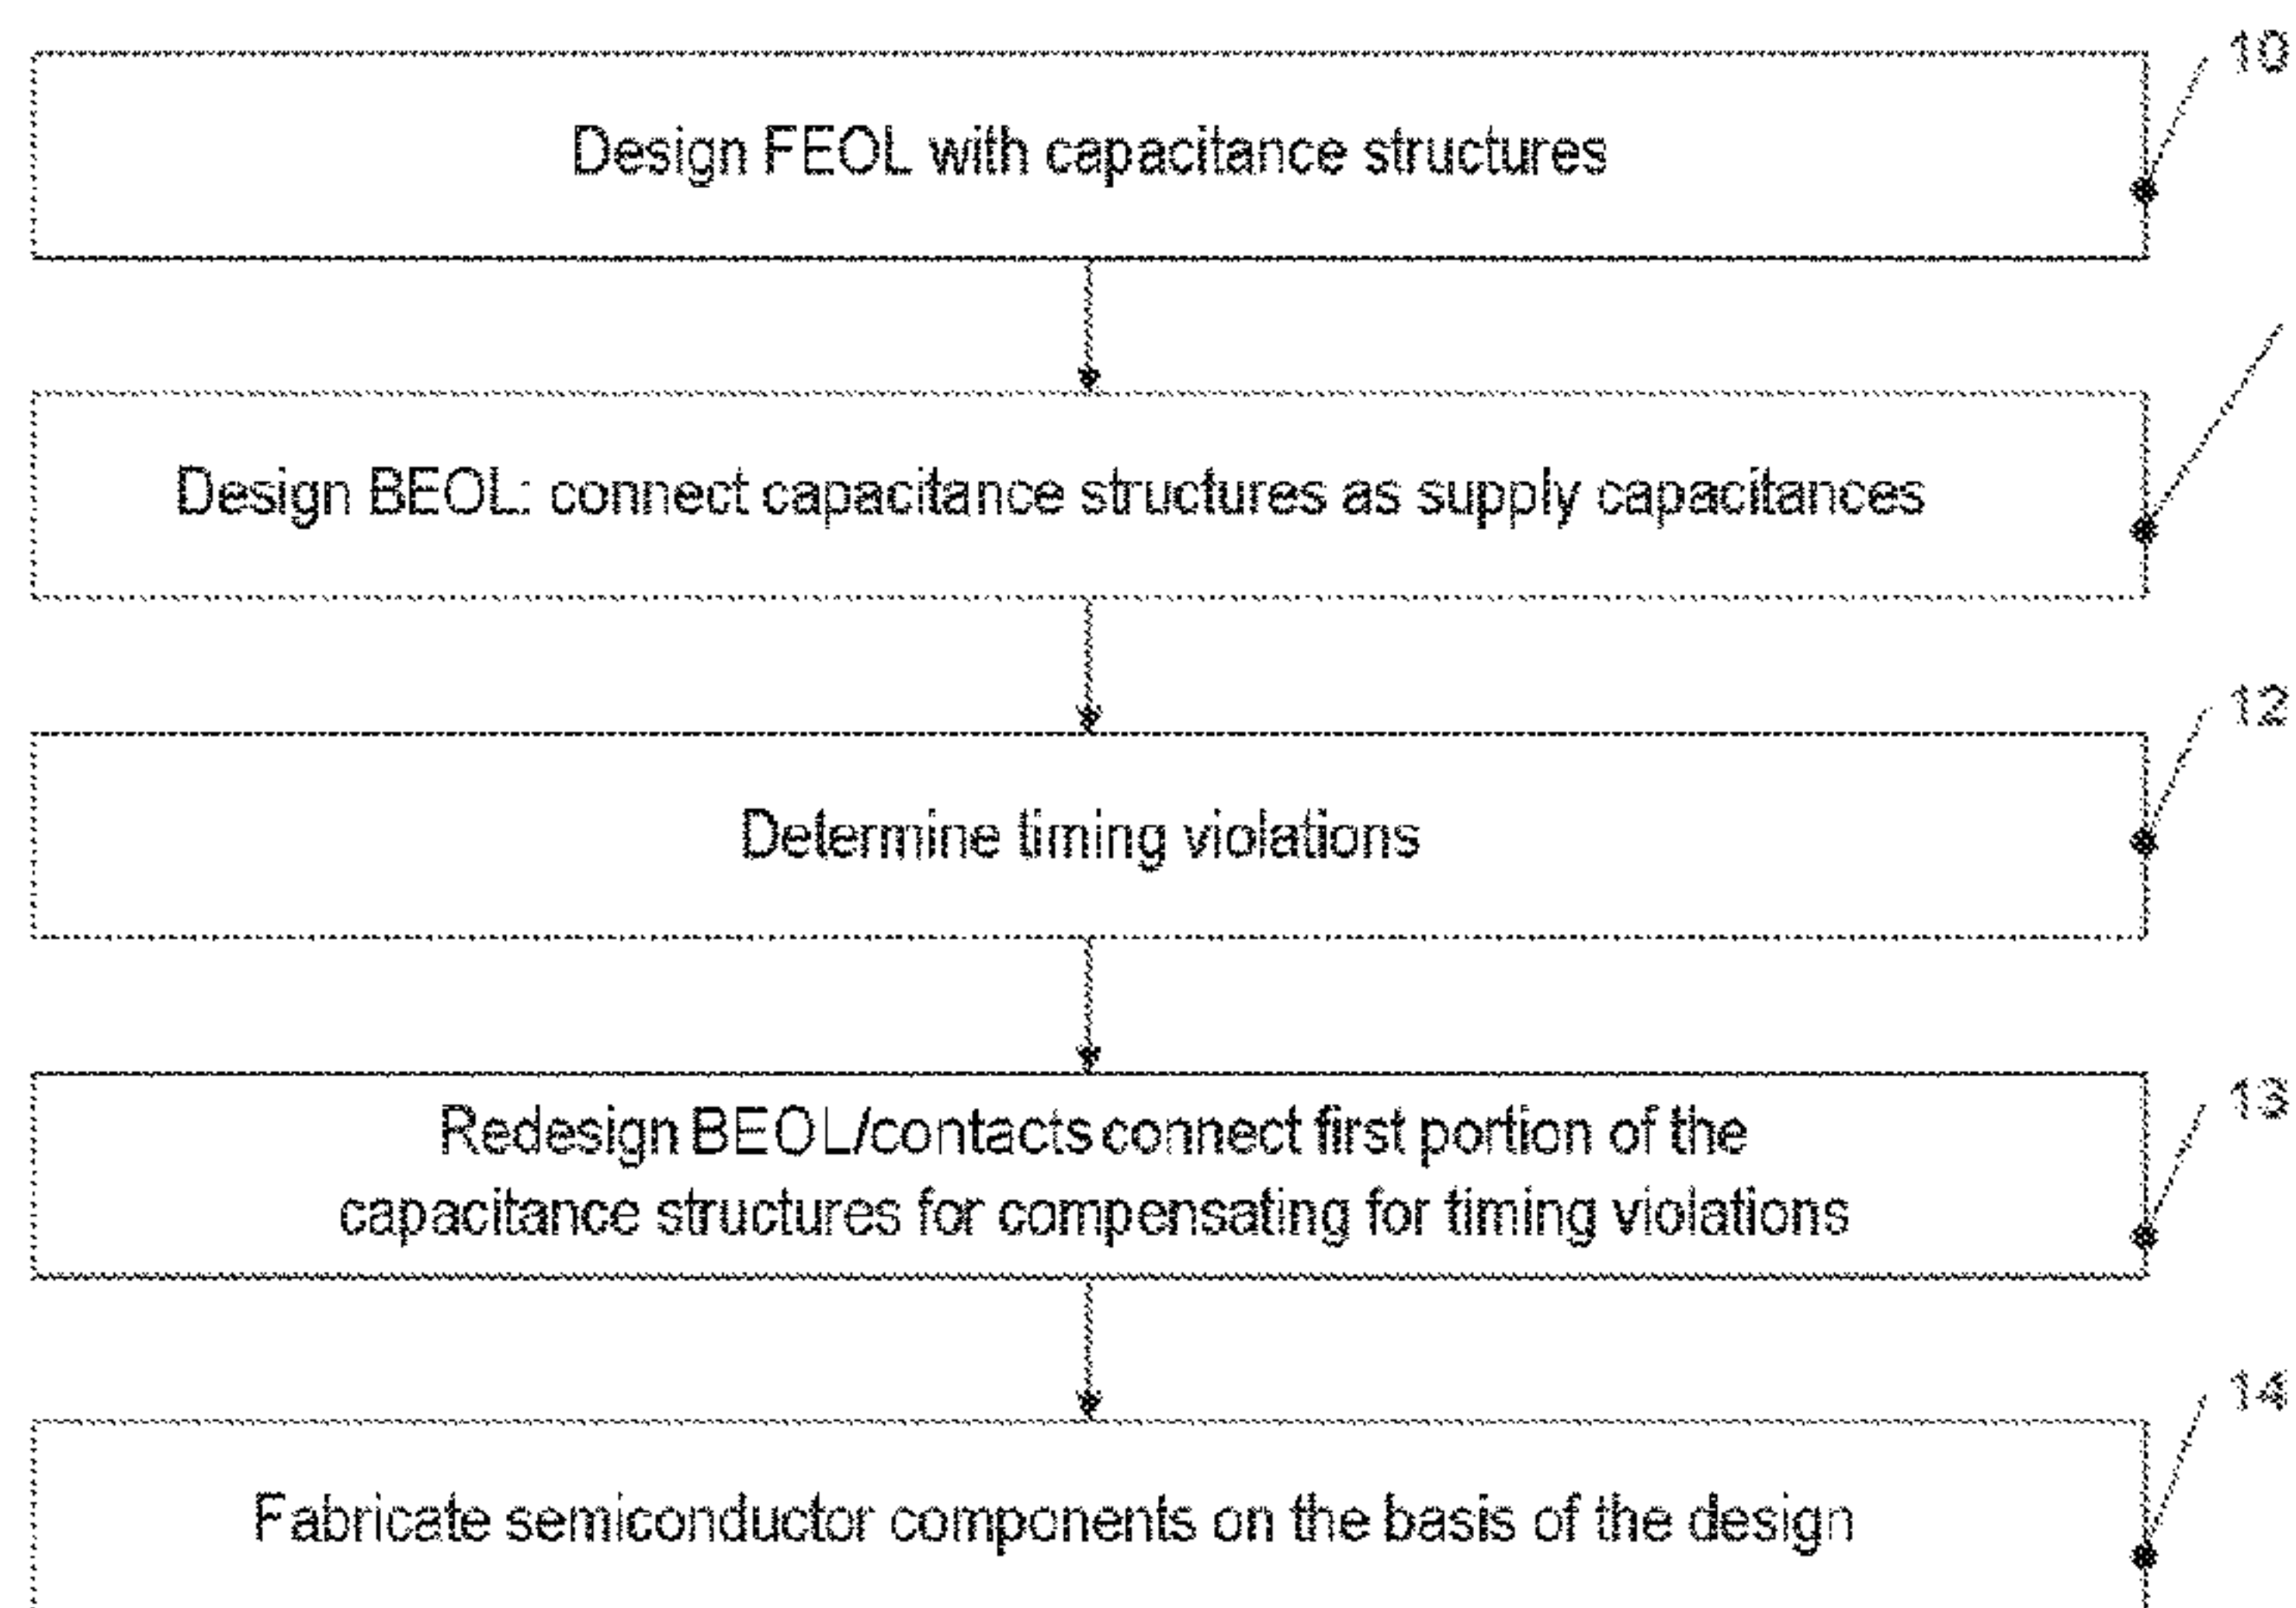 10
Design FEOL with capacitance structures
Design BEOL: connect capacitance structures as supply capacitances
12
Determine timing violations
13
Redesign BEOL/contacts connect first portion of the
capacitance structures for compensating for timing violations
14
Fabricate semiconductor components on the basis of the design